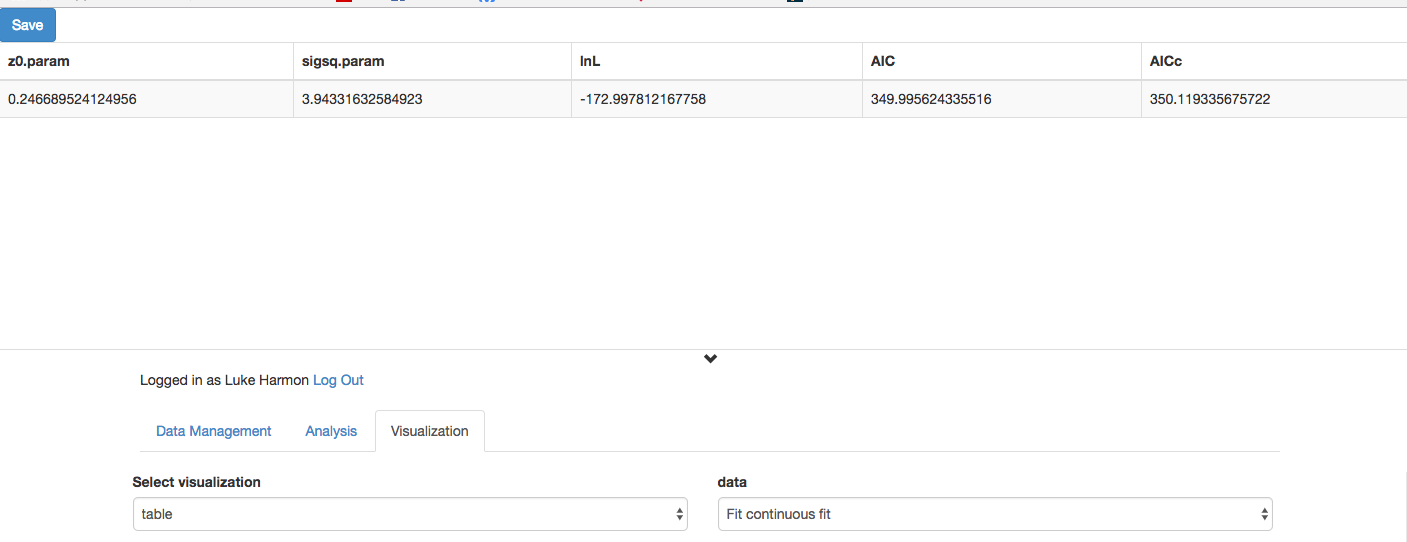 Save
z0.param sigsq.param lnL AIC AICc
0.246689524124956 3.94331632584923 -172.997812167758 349.995624335516 350.119335675722
Logged in as Luke Harmon Log Out
Data Management Analysis Visualization
Select visualization data
table Fit continuous fit